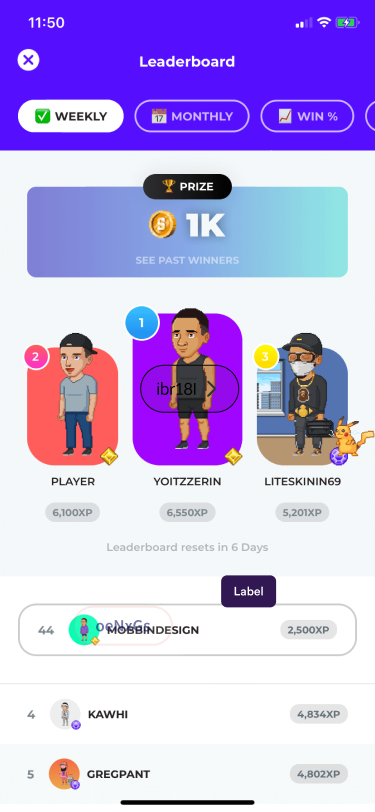 11:50
Leaderboard
WEEKLY
MONTHLY
WIN %
PRIZE
1K
SEE PAST WINNERS
1
2
3
ibr18l
PLAYER
YOITZZERIN
LITESKININ69
6,100XP
6,550XP
5,201XP
Leaderboard resets in 6 Days
Label
44
MOBBINDESIGN
2,500XP
4
KAWHI
4,834XP
5
GREGPANT
4,802XP